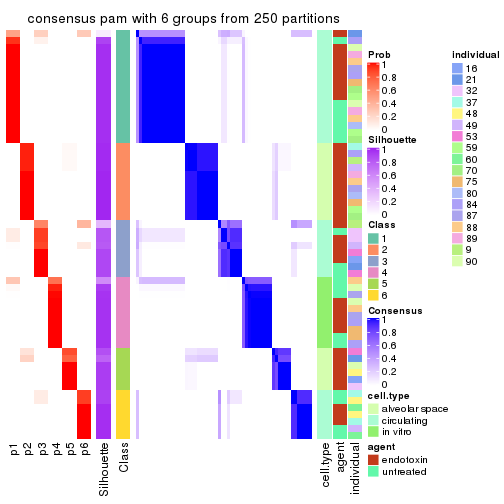 consensus pam with 6 groups from 250 partitions
p1
p2
p3
p4
p5
p6
Silhouette
Class
cell.type
agent
individual
Prob
1
0.8
0.6
0.4
0.2
0
Silhouette
1
0.8
0.6
0.4
0.2
0
Class
1
2
3
4
5
6
Consensus
1
0.8
0.6
0.4
0.2
0
cell.type
alveolar space
circulating
in vitro
agent
endotoxin
untreated
individual
16
21
32
37
48
49
53
59
60
70
75
80
84
87
88
89
9
90